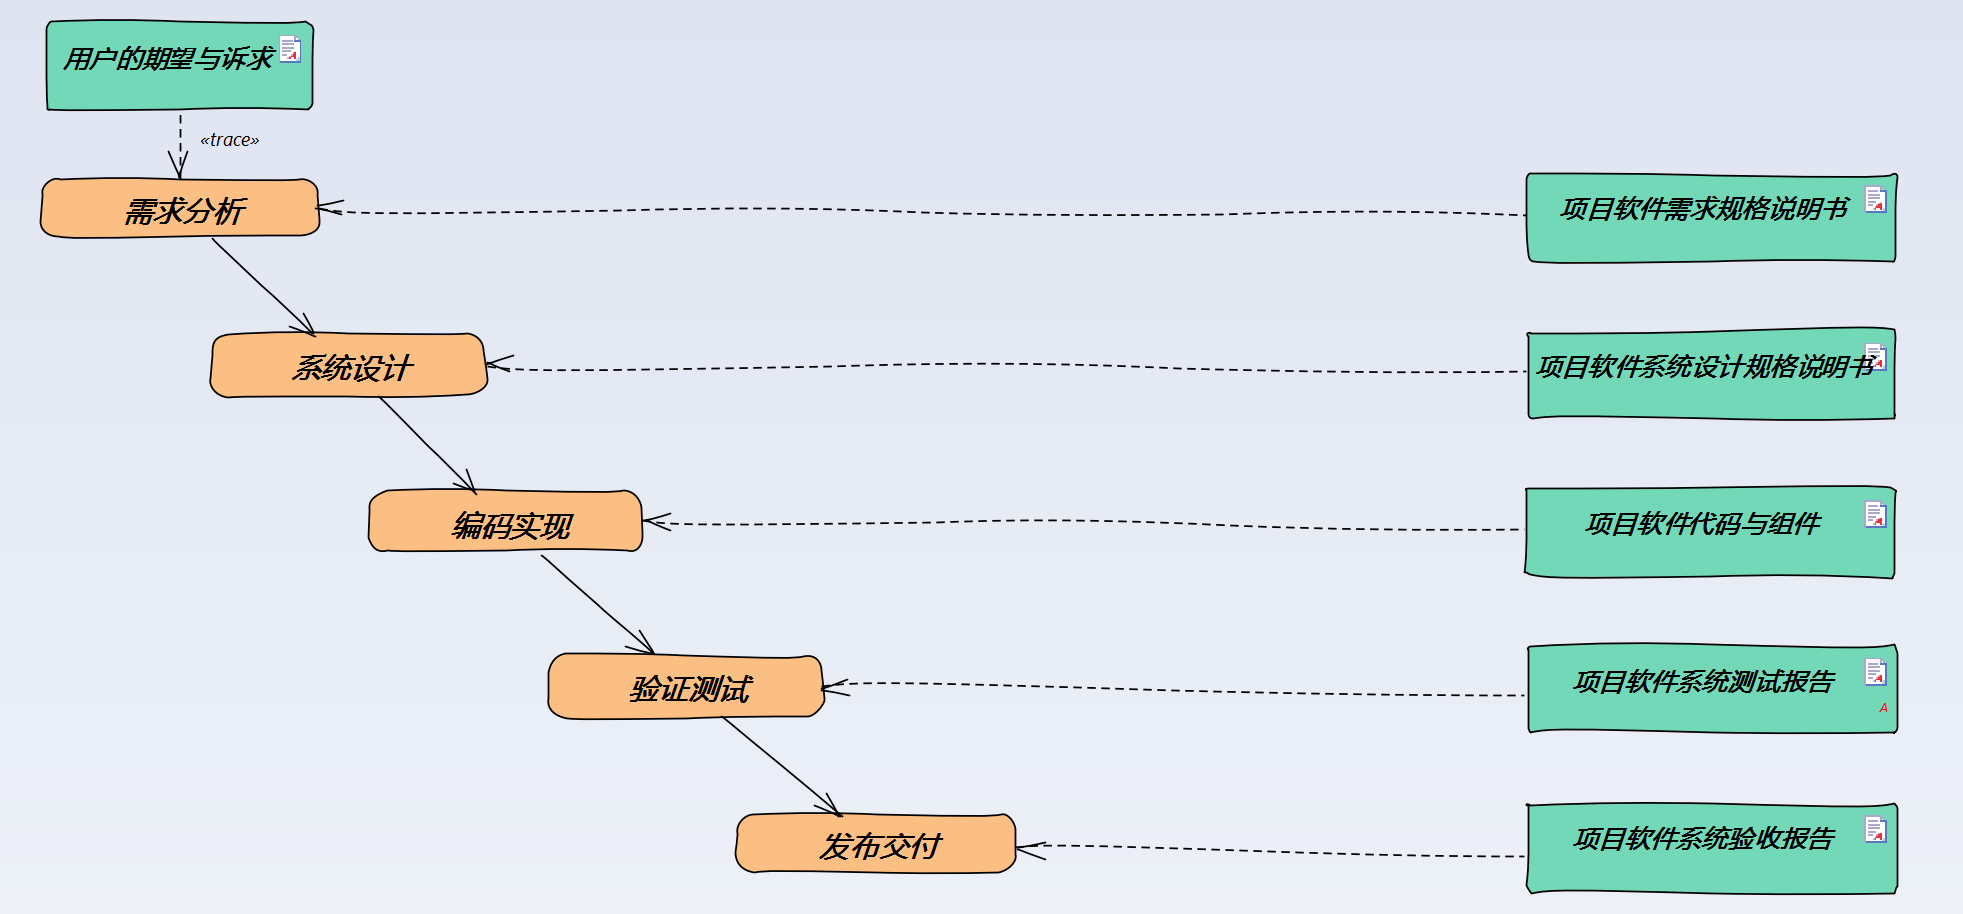 用户的期望与诉求
«trace»
需求分析
项目软件需求规格说明书
系统设计
项目软件系统设计规格说明书
编码实现
项目软件代码与组件
验证测试
项目软件系统测试报告
A
发布交付
项目软件系统验收报告